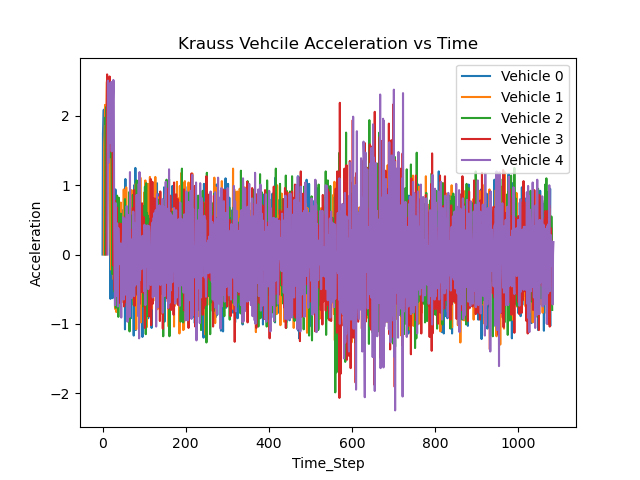 Krauss Vehcile Acceleration vs Time
Vehicle 0
Vehicle 1
Vehicle 2
Vehicle 3
Vehicle 4
2
1
0
−1
−2
Acceleration
0 200 400 600 800 1000
Time_Step